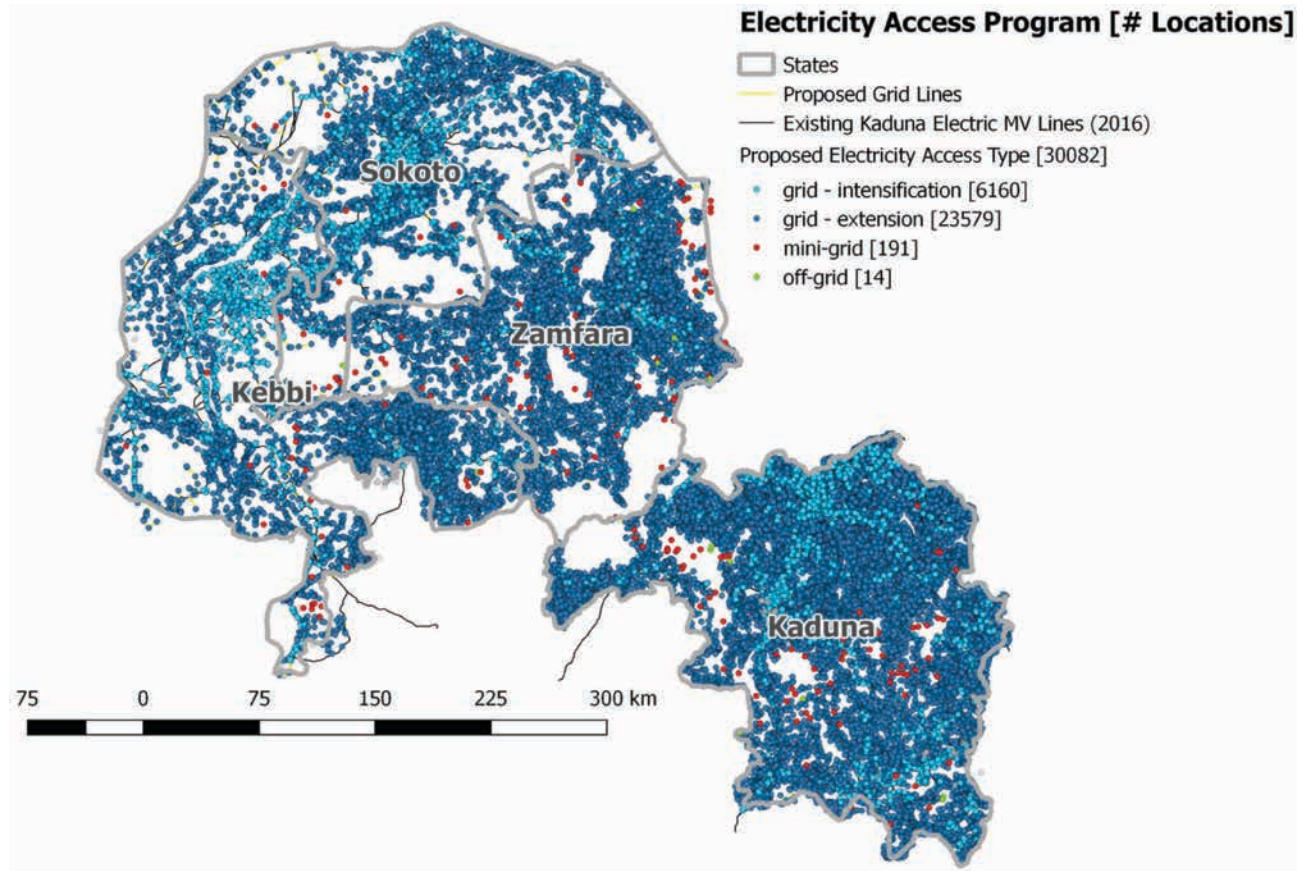 Electricity Access Program [# Locations]
States
Proposed Grid Lines
Existing Kaduna Electric MV Lines (2016)
Proposed Electricity Access Type [30082]
grid - intensification [6160]
grid - extension [23579]
mini-grid [191]
off-grid [14]
Sokoto
Zamfara
Kebbi
Kaduna
75 0 75 150 225 300 km